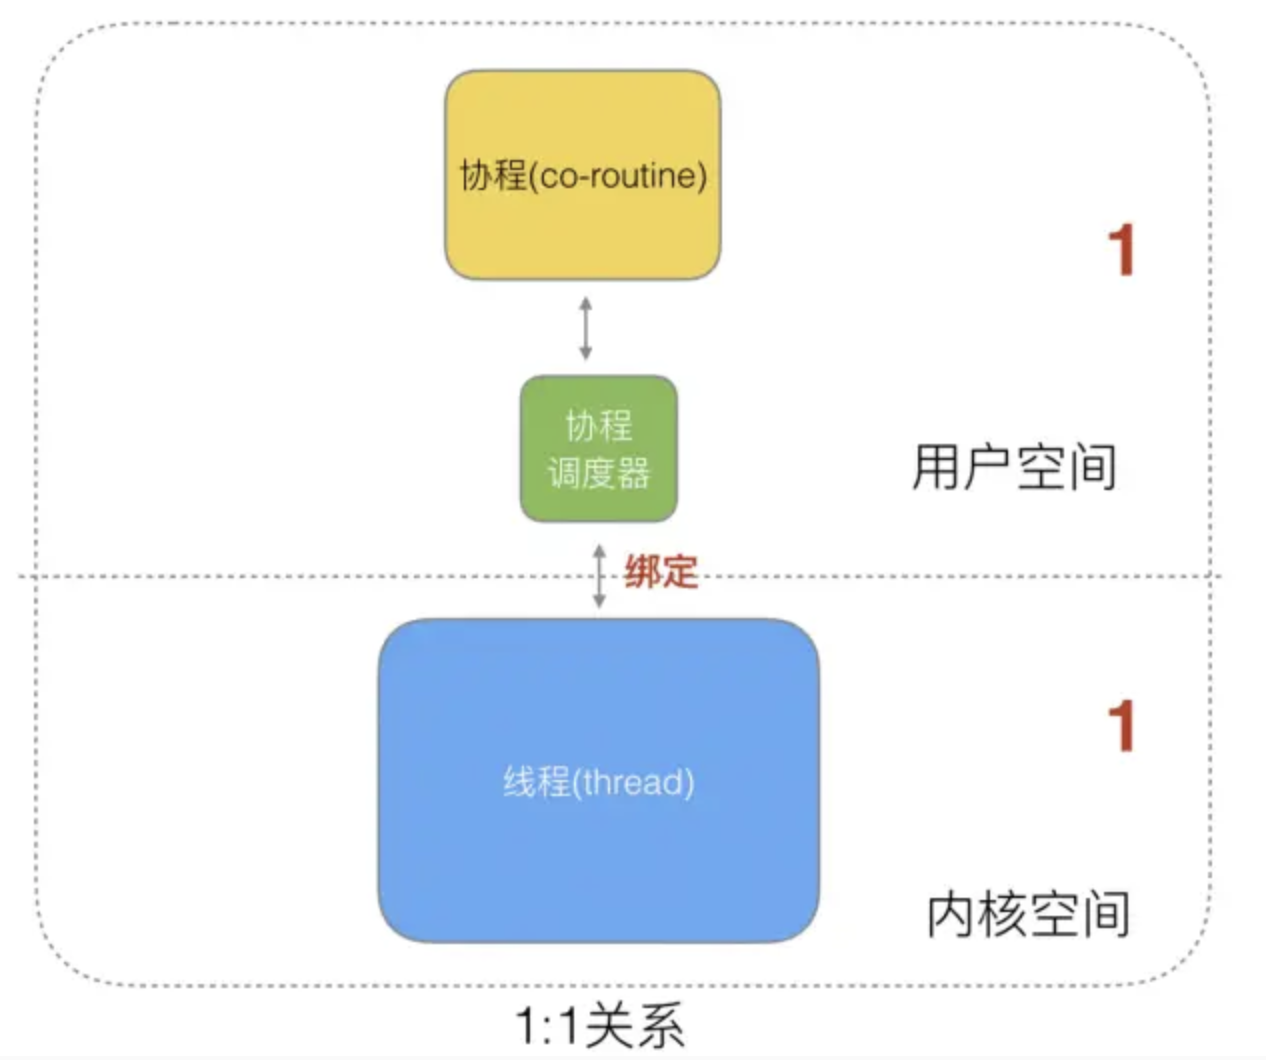 协程(co-routine)
1
协程
调度器
用户空间
绑定
1
线程(thread)
内核空间
1:1关系